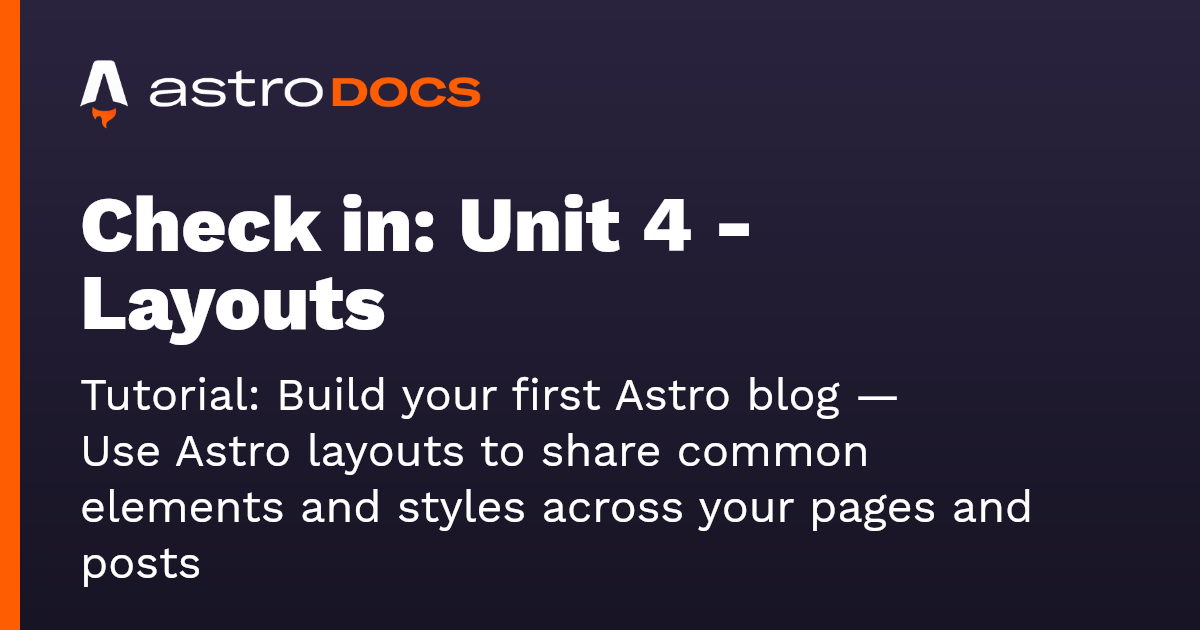 astro DOCS
Check in: Unit 4 -
Layouts
Tutorial: Build your first Astro blog —
Use Astro layouts to share common
elements and styles across your pages and
posts